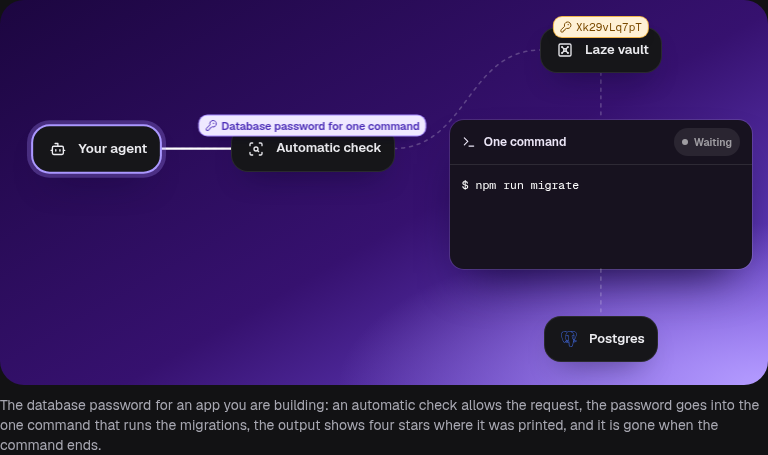 Xk29vLq7pT
Laze vault
Database password for one command
Your agent
Automatic check
One command
Waiting
$ npm run migrate
Postgres
The database password for an app you are building: an automatic check allows the request, the password goes into the
one command that runs the migrations, the output shows four stars where it was printed, and it is gone when the
command ends.